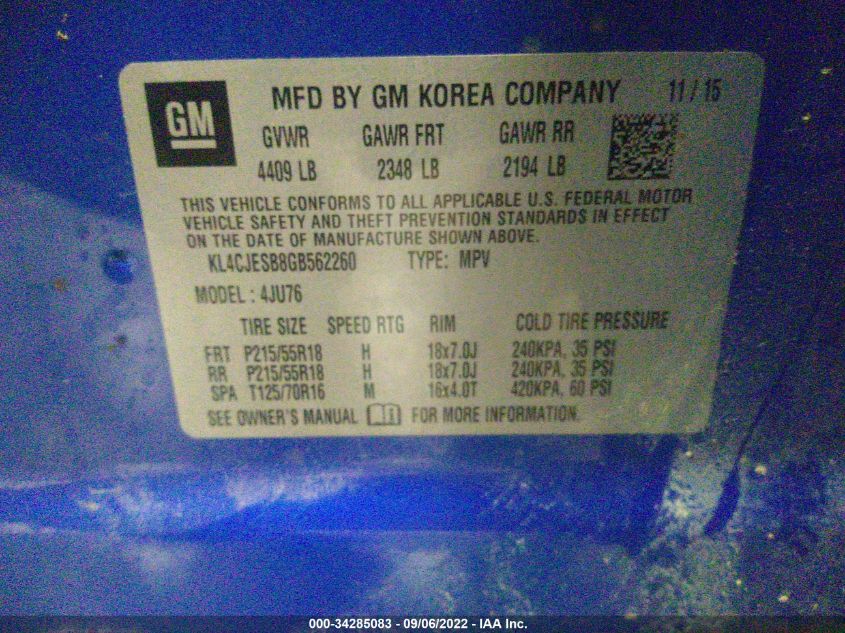 GM
MFD BY GM KOREA COMPANY 11 / 15
GVWR GAWR FRT GAWR RR
4409 LB 2348 LB 2194 LB
THIS VEHICLE CONFORMS TO ALL APPLICABLE U.S. FEDERAL MOTOR
VEHICLE SAFETY AND THEFT PREVENTION STANDARDS IN EFFECT
ON THE DATE OF MANUFACTURE SHOWN ABOVE.
KL4CJESB8GB562260 TYPE: MPV
MODEL : 4JU76
TIRE SIZE SPEED RTG RIM COLD TIRE PRESSURE
FRT P215/55R18 H 18x7.0J 240KPA, 35 PSI
RR P215/55R18 H 18x7.0J 240KPA, 35 PSI
SPA T125/70R16 M 16x4.0T 420KPA, 60 PSI
SEE OWNER'S MANUAL FOR MORE INFORMATION.
000-34285083 - 09/06/2022 - IAA Inc.